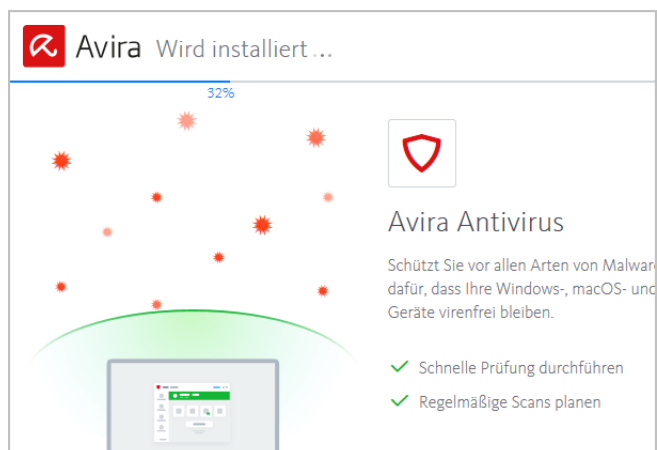 Avira Wird installiert ...
32%
Avira Antivirus
Schützt Sie vor allen Arten von Malwar
dafür, dass Ihre Windows-, macOS- und
Geräte virenfrei bleiben.
Schnelle Prüfung durchführen
Regelmäßige Scans planen